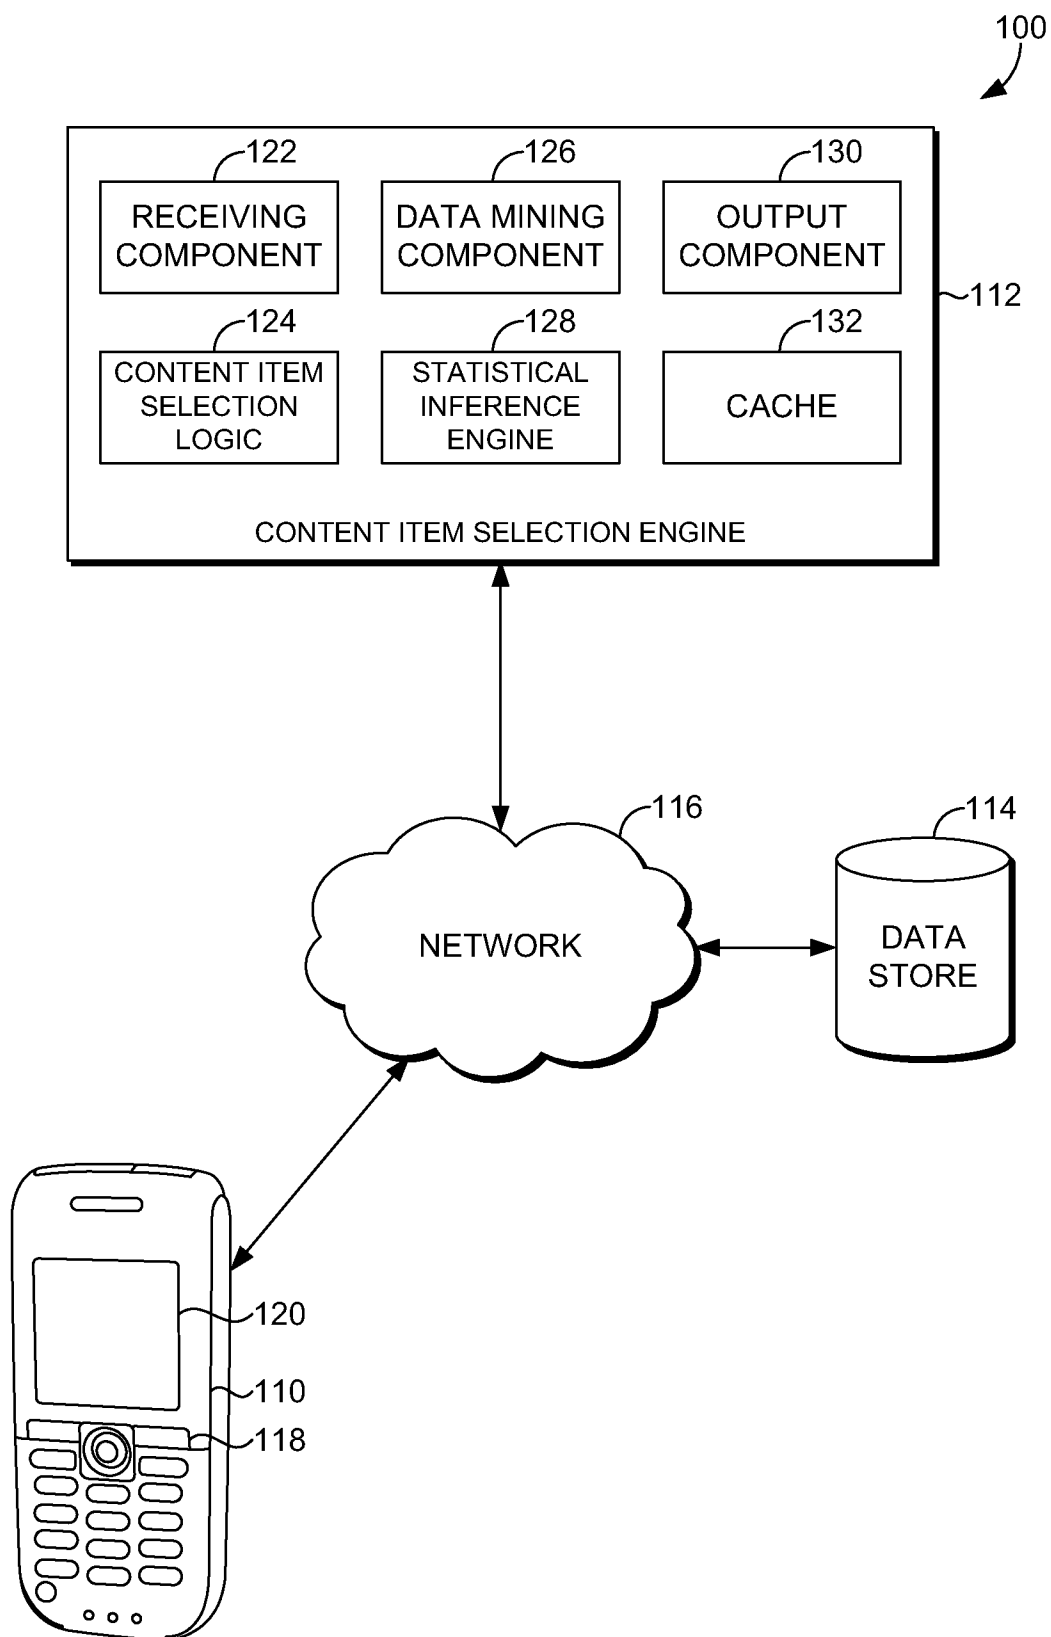 100
122
126
130
RECEIVING
COMPONENT
DATA MINING
COMPONENT
OUTPUT
COMPONENT
112
124
128
132
CONTENT ITEM
SELECTION
LOGIC
STATISTICAL
INFERENCE
ENGINE
CACHE
CONTENT ITEM SELECTION ENGINE
116
114
NETWORK
DATA
STORE
120
110
118